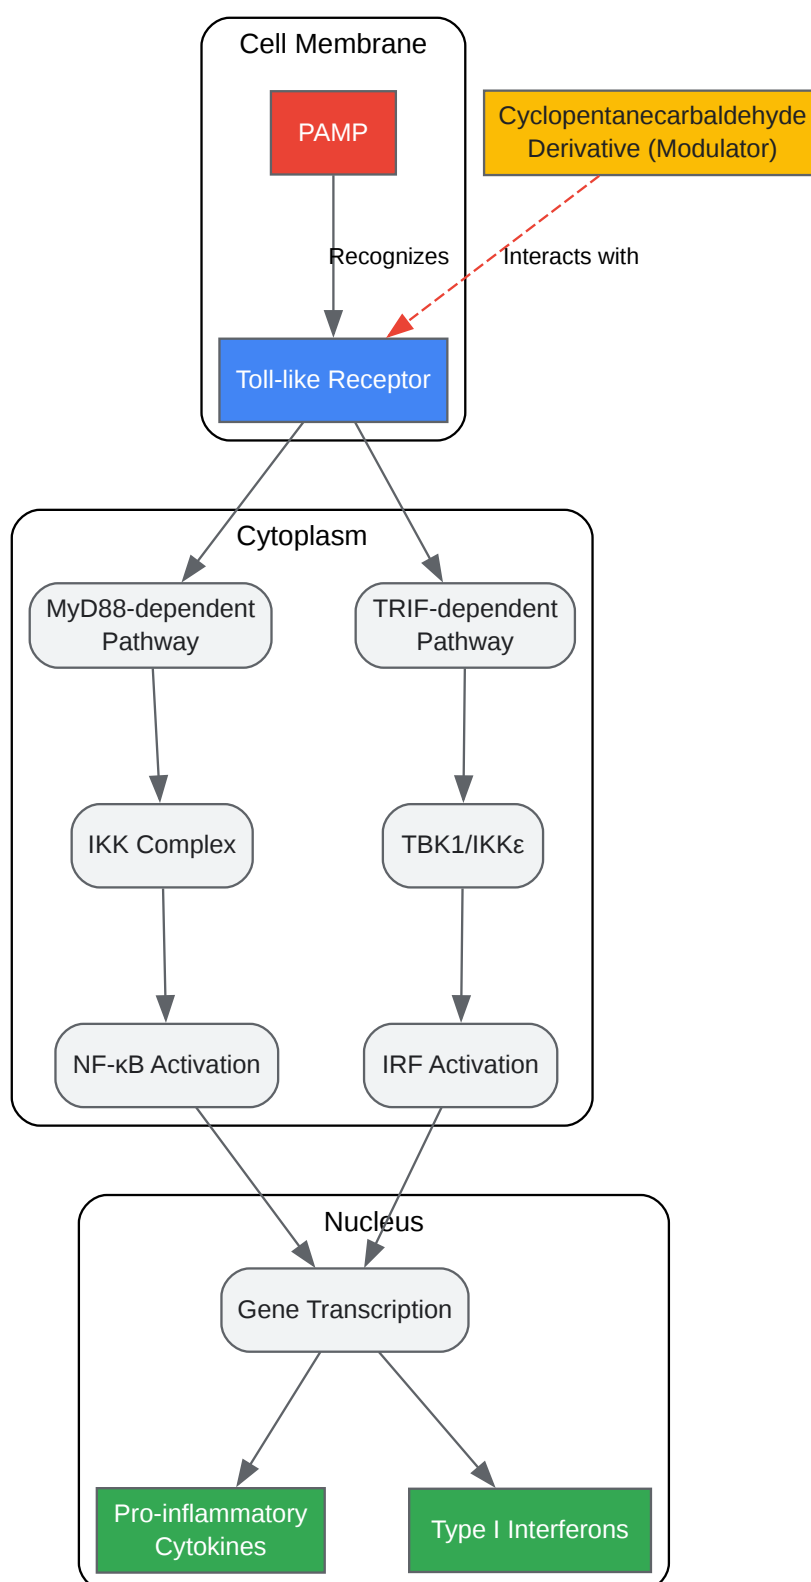 Cell Membrane
PAMP
Cyclopentanecarbaldehyde
Derivative (Modulator)
Recognizes
Interacts with
Toll-like Receptor
Cytoplasm
MyD88-dependent
Pathway
TRIF-dependent
Pathway
IKK Complex
TBK1/IKKε
NF-κB Activation
IRF Activation
Nucleus
Gene Transcription
Pro-inflammatory
Cytokines
Type I Interferons